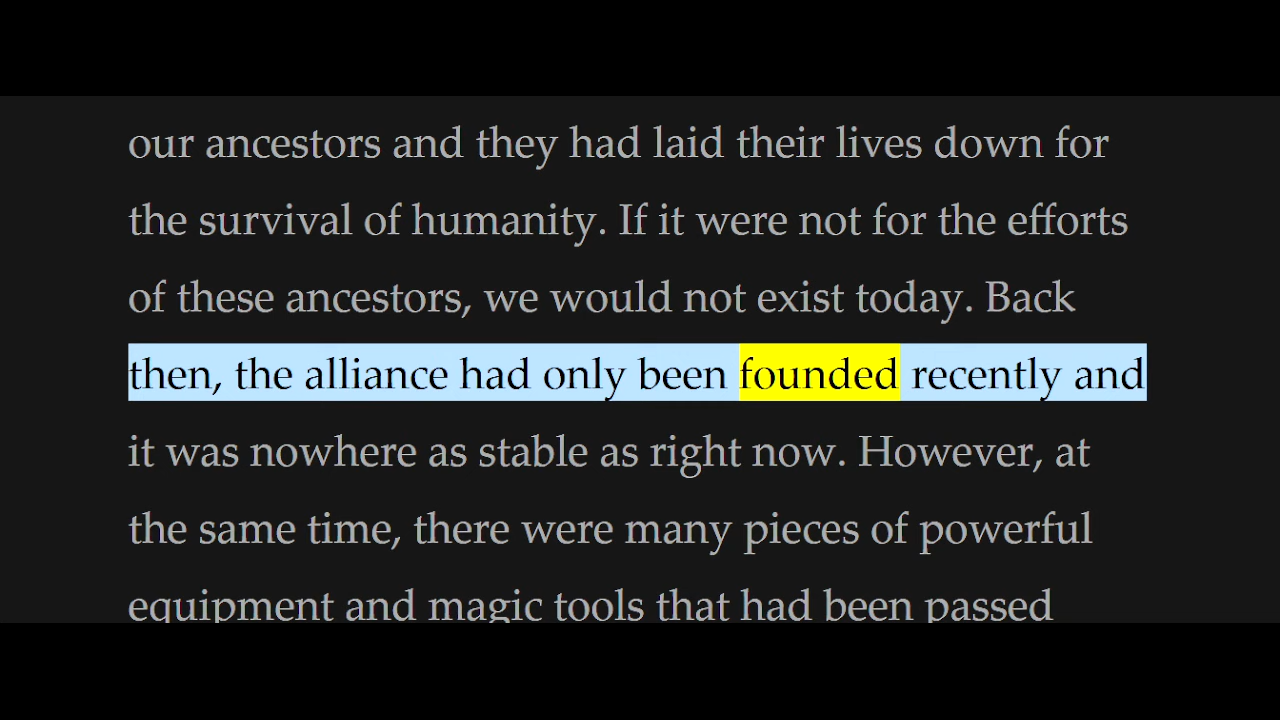 our ancestors and they had laid their lives down for
the survival of humanity. If it were not for the efforts
of these ancestors, we would not exist today. Back
then, the alliance had only been founded recently and
it was nowhere as stable as right now. However, at
the same time, there were many pieces of powerful
equipment and magic tools that had been passed